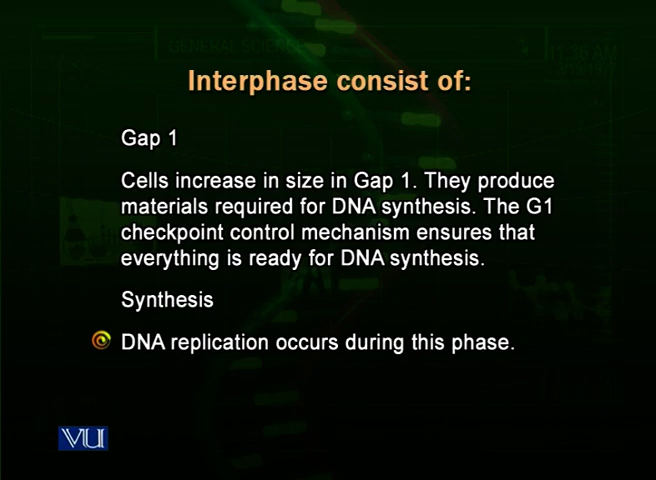 GENERAL SCIENCE
Interphase consist of:
Gap 1
Cells increase in size in Gap 1. They produce
materials required for DNA synthesis. The G1
checkpoint control mechanism ensures that
everything is ready for DNA synthesis.
Synthesis
DNA replication occurs during this phase.
VU